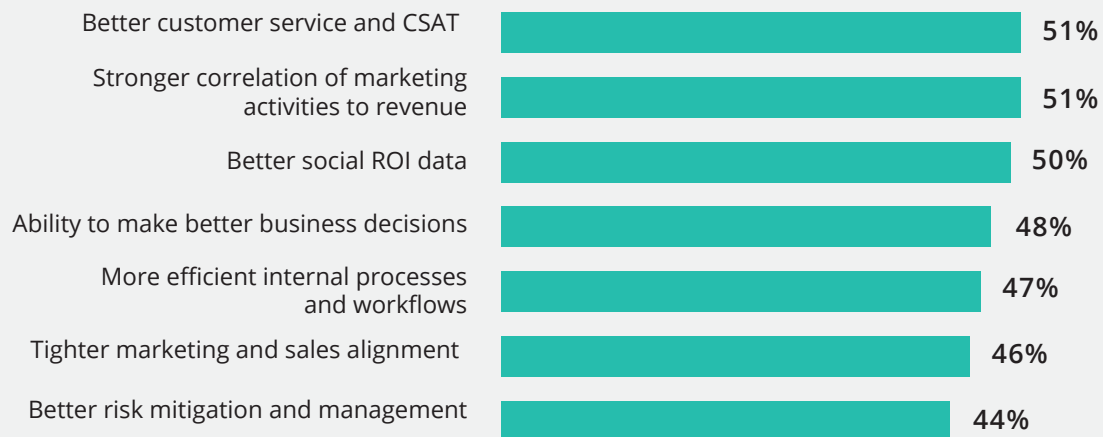 Better customer service and CSAT 51%
Stronger correlation of marketing
activities to revenue 51%
Better social ROI data 50%
Ability to make better business decisions 48%
More efficient internal processes
and workflows 47%
Tighter marketing and sales alignment 46%
Better risk mitigation and management 44%